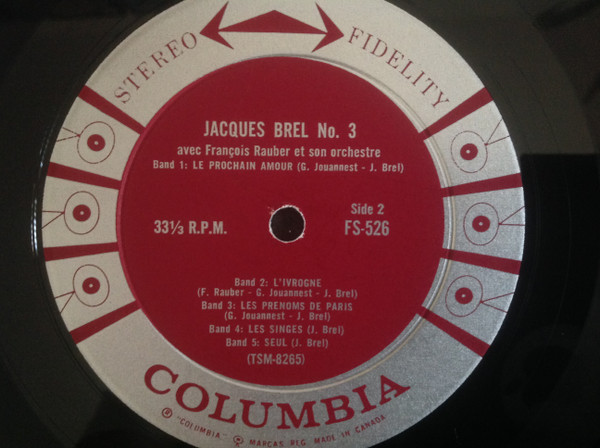 STEREO FIDELITY
JACQUES BREL No. 3
avec François Rauber et son orchestre
Band 1: LE PROCHAIN AMOUR (G. Jouannest - J. Brel)
33⅓ R.P.M.
Side 2
FS-526
Band 2: L'IVROGNE
(F. Rauber - G. Jouannest - J. Brel)
Band 3: LES PRENOMS DE PARIS
(G. Jouannest - J. Brel)
Band 4: LES SINGES (J. Brel)
Band 5: SEUL (J. Brel)
(TSM-8265)
COLUMBIA
"COLUMBIA" MARCAS REG. MADE IN CANADA